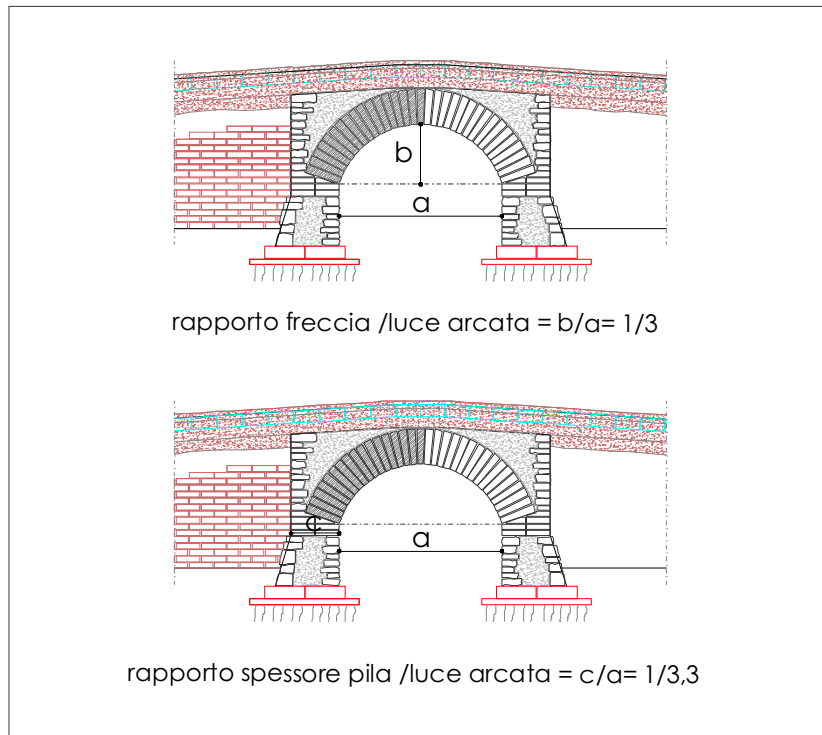 b
a
rapporto freccia /luce arcata = b/a= 1/3
c
a
rapporto spessore pila /luce arcata = c/a= 1/3,3